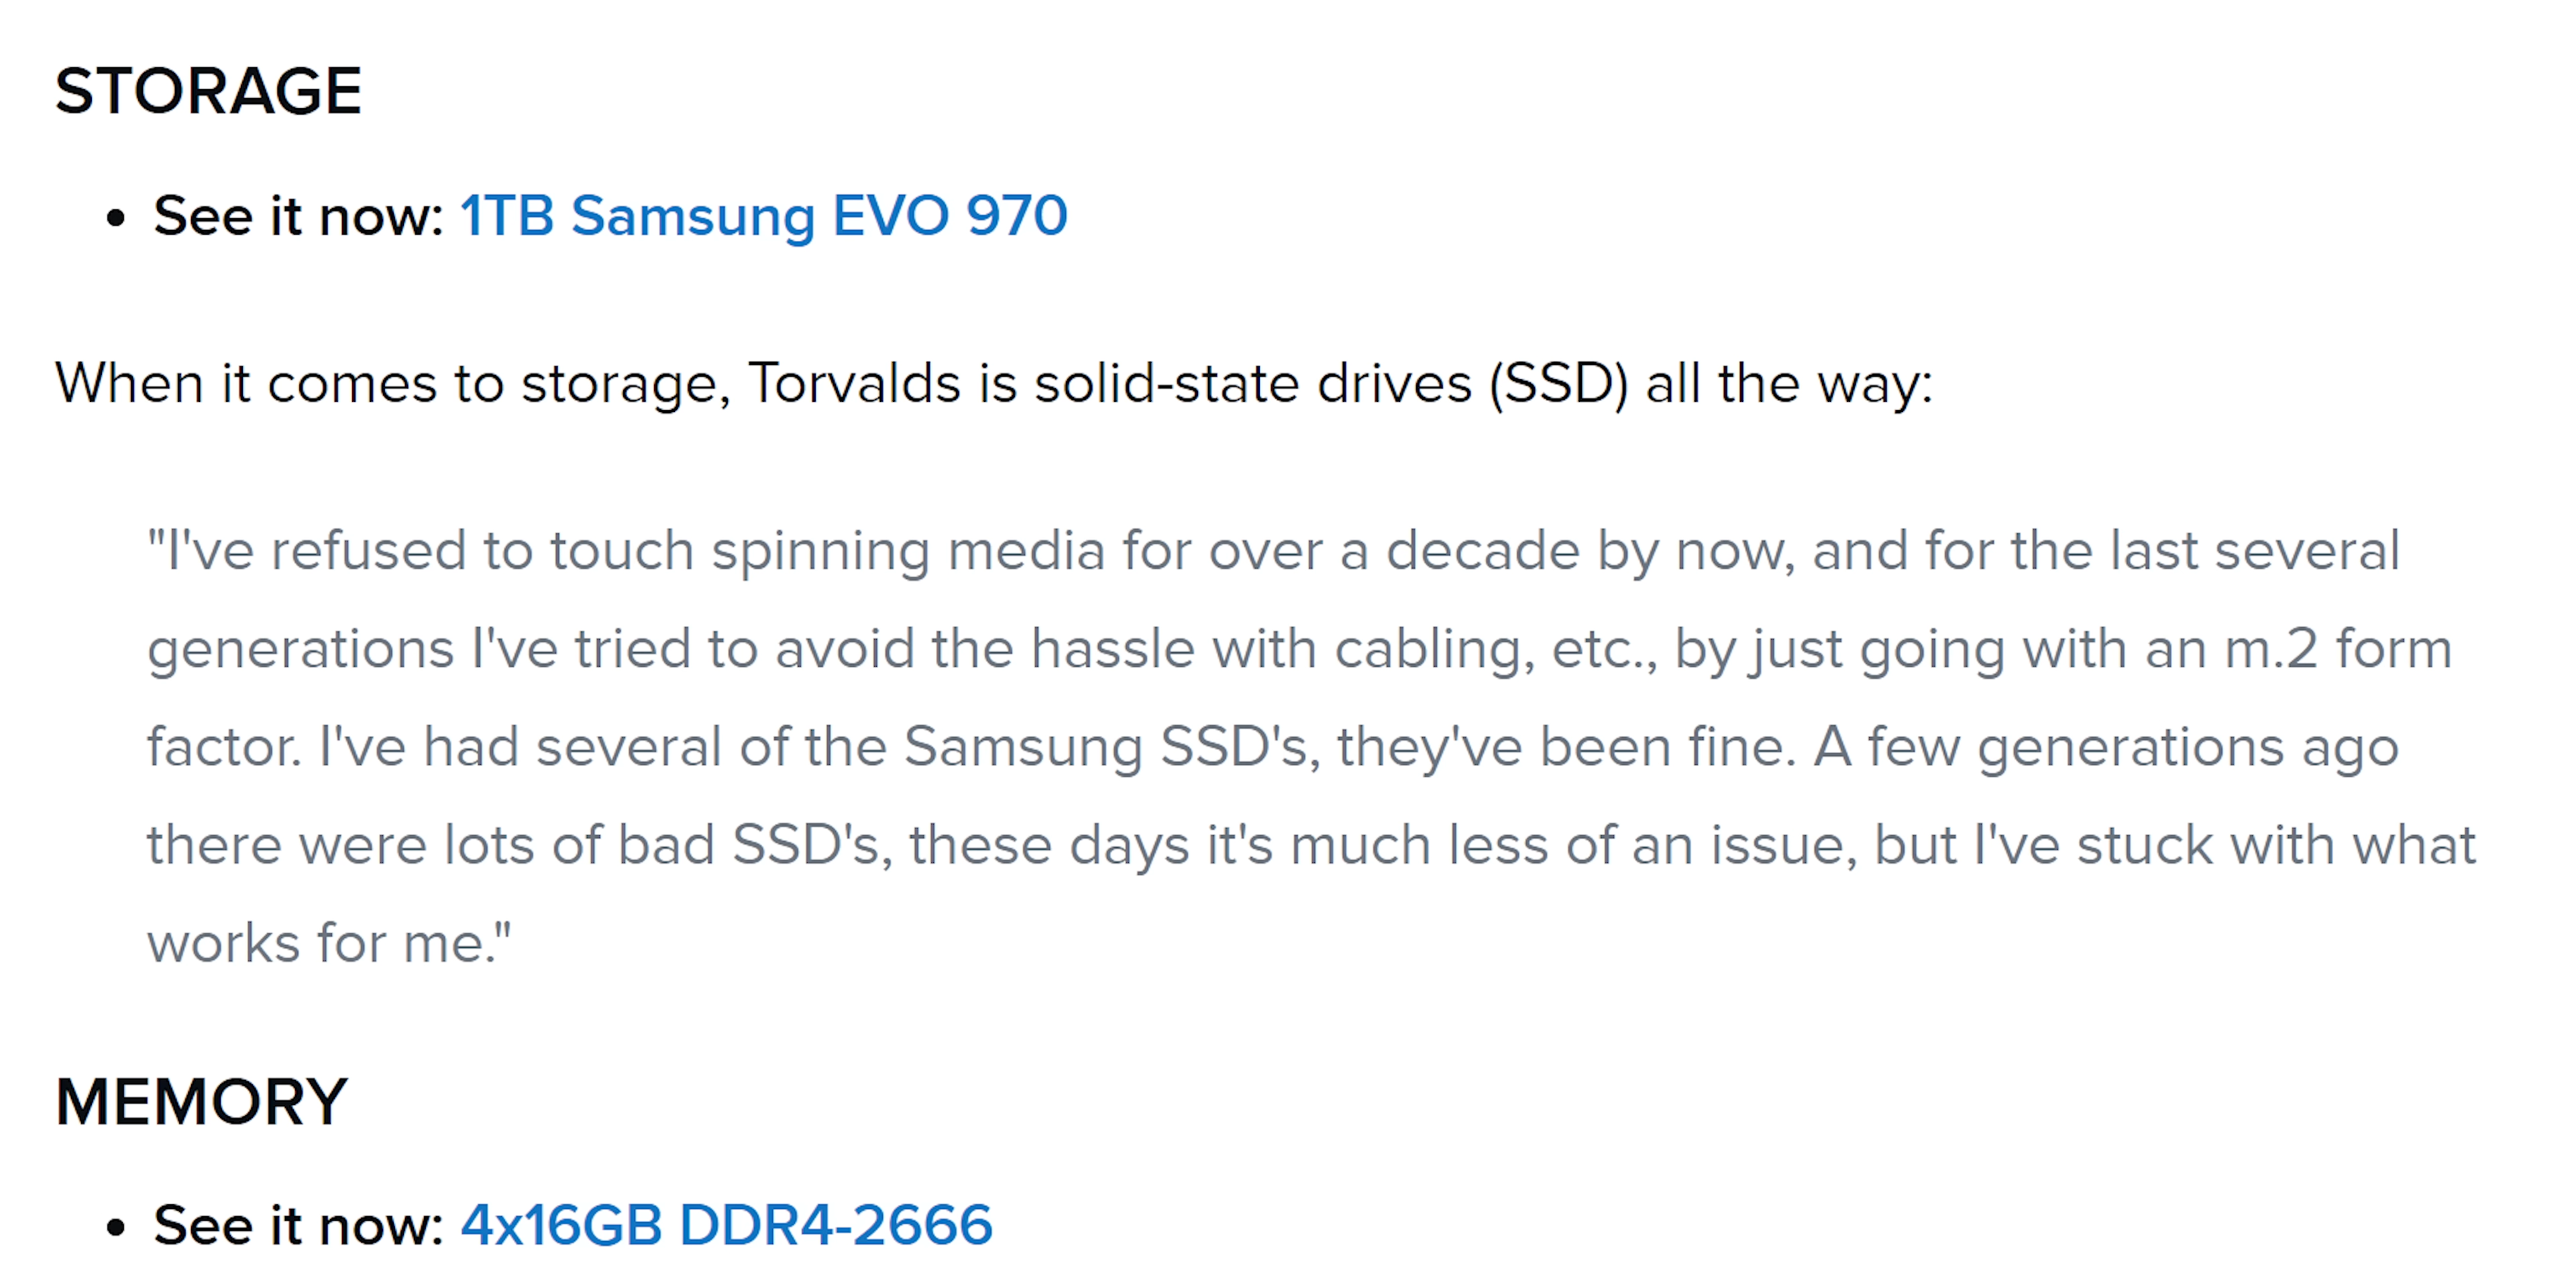 STORAGE
• See it now: 1TB Samsung EVO 970
When it comes to storage, Torvalds is solid-state drives (SSD) all the way:
"I've refused to touch spinning media for over a decade by now, and for the last several
generations I've tried to avoid the hassle with cabling, etc., by just going with an m.2 form
factor. I've had several of the Samsung SSD's, they've been fine. A few generations ago
there were lots of bad SSD's, these days it's much less of an issue, but I've stuck with what
works for me."
MEMORY
• See it now: 4x16GB DDR4-2666